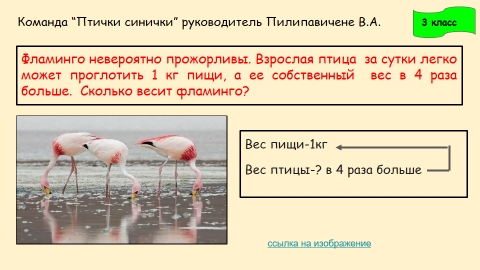 Команда “Птички синички” руководитель Пилипавичене В.А.
3 класс
Фламинго невероятно прожорливы. Взрослая птица за сутки легко
может проглотить 1 кг пищи, а ее собственный вес в 4 раза
больше. Сколько весит фламинго?
Вес пищи-1кг
Вес птицы-? в 4 раза больше
ссылка на изображение